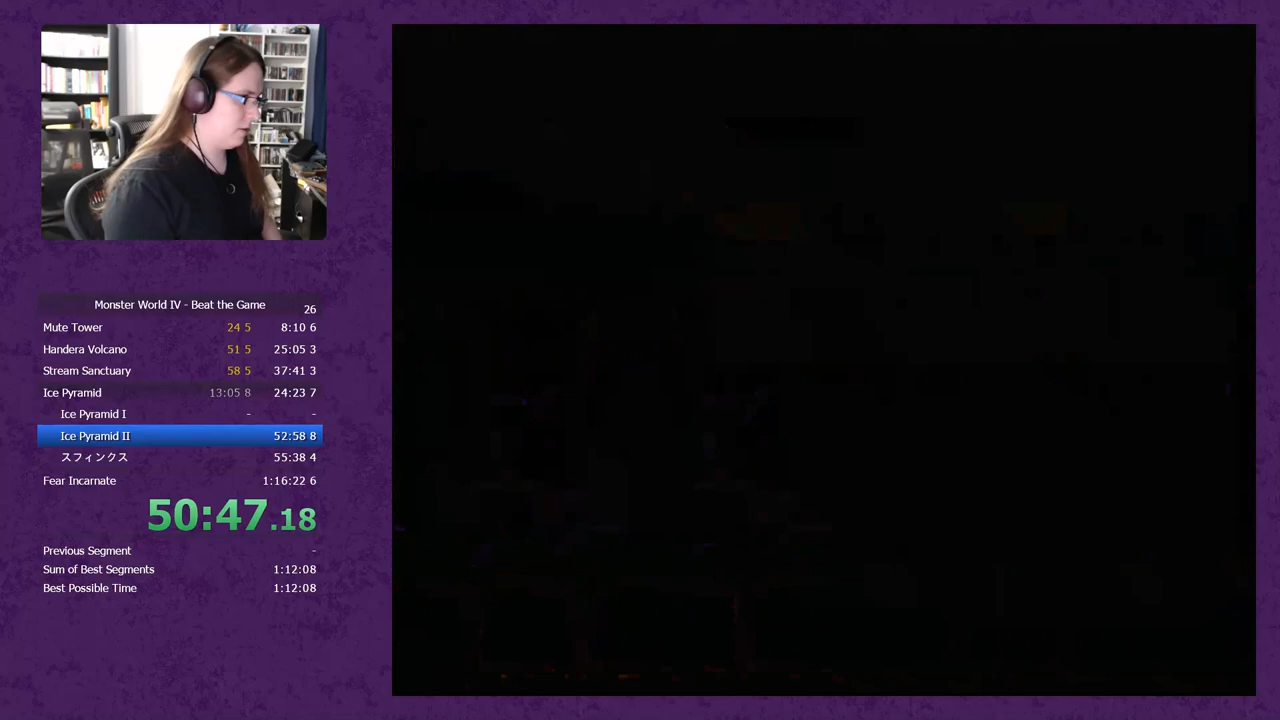 Monster World IV - Beat the Game 26
Mute Tower 24 5 8:10 6
Handera Volcano 51 5 25:05 3
Stream Sanctuary 58 5 37:41 3
Ice Pyramid 13:05 8 24:23 7
Ice Pyramid I - -
Ice Pyramid II 52:58 8
スフィンクス 55:38 4
Fear Incarnate 1:16:22 6
50:47.18
Previous Segment -
Sum of Best Segments 1:12:08
Best Possible Time 1:12:08